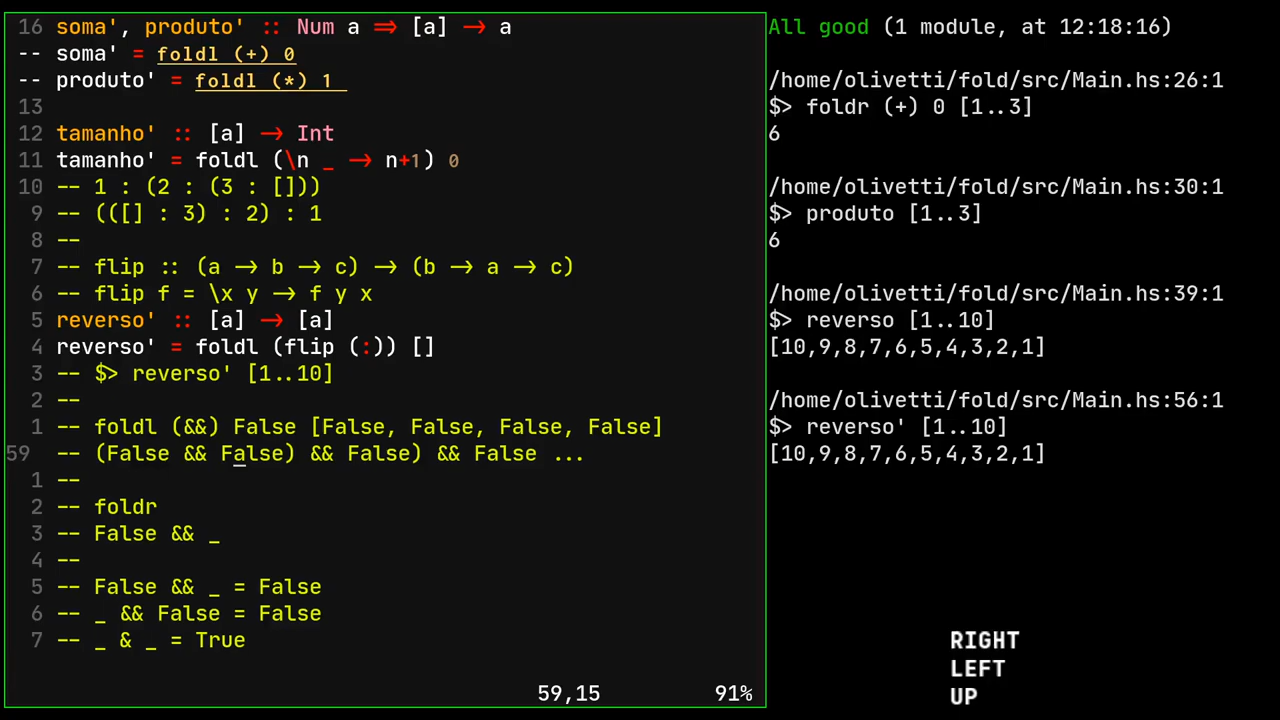 16 soma', produto' :: Num a => [a] -> a
-- soma' = foldl (+) 0
-- produto' = foldl (*) 1
13
12 tamanho' :: [a] -> Int
11 tamanho' = foldl (\n _ -> n+1) 0
10 -- 1 : (2 : (3 : []))
9 -- (([] : 3) : 2) : 1
8 --
7 -- flip :: (a -> b -> c) -> (b -> a -> c)
6 -- flip f = \x y -> f y x
5 reverso' :: [a] -> [a]
4 reverso' = foldl (flip (:)) []
3 -- $> reverso' [1..10]
2 --
1 -- foldl (&&) False [False, False, False, False]
59 -- (False && False) && False) && False ...
1 --
2 -- foldr
3 -- False && _
4 --
5 -- False && _ = False
6 -- _ && False = False
7 -- _ & _ = True
59,15 91%
All good (1 module, at 12:18:16)
/home/olivetti/fold/src/Main.hs:26:1
$> foldr (+) 0 [1..3]
6
/home/olivetti/fold/src/Main.hs:30:1
$> produto [1..3]
6
/home/olivetti/fold/src/Main.hs:39:1
$> reverso [1..10]
[10,9,8,7,6,5,4,3,2,1]
/home/olivetti/fold/src/Main.hs:56:1
$> reverso' [1..10]
[10,9,8,7,6,5,4,3,2,1]
RIGHT
LEFT
UP